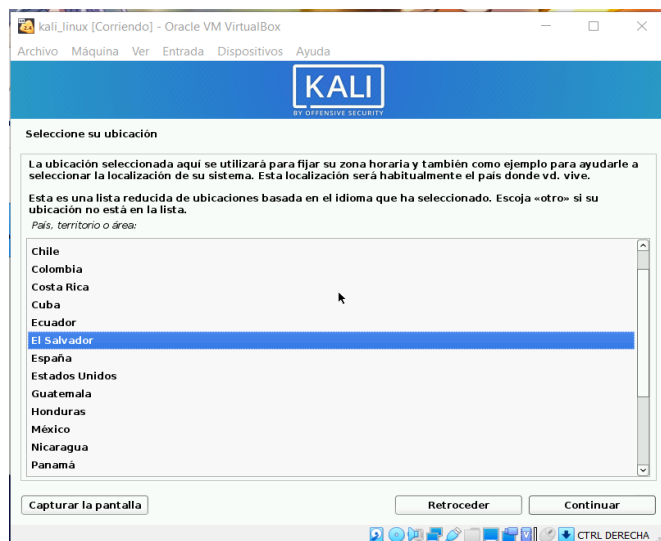 kali_linux [Corriendo] - Oracle VM VirtualBox
Archivo Máquina Ver Entrada Dispositivos Ayuda
KALI
BY OFFENSIVE SECURITY
Seleccione su ubicación
La ubicación seleccionada aquí se utilizará para fijar su zona horaria y también como ejemplo para ayudarle a
seleccionar la localización de su sistema. Esta localización será habitualmente el país donde vd. vive.
Esta es una lista reducida de ubicaciones basada en el idioma que ha seleccionado. Escoja «otro» si su
ubicación no está en la lista.
País, territorio o área:
Chile
Colombia
Costa Rica
Cuba
Ecuador
El Salvador
España
Estados Unidos
Guatemala
Honduras
México
Nicaragua
Panamá
Capturar la pantalla Retroceder Continuar
CTRL DERECHA